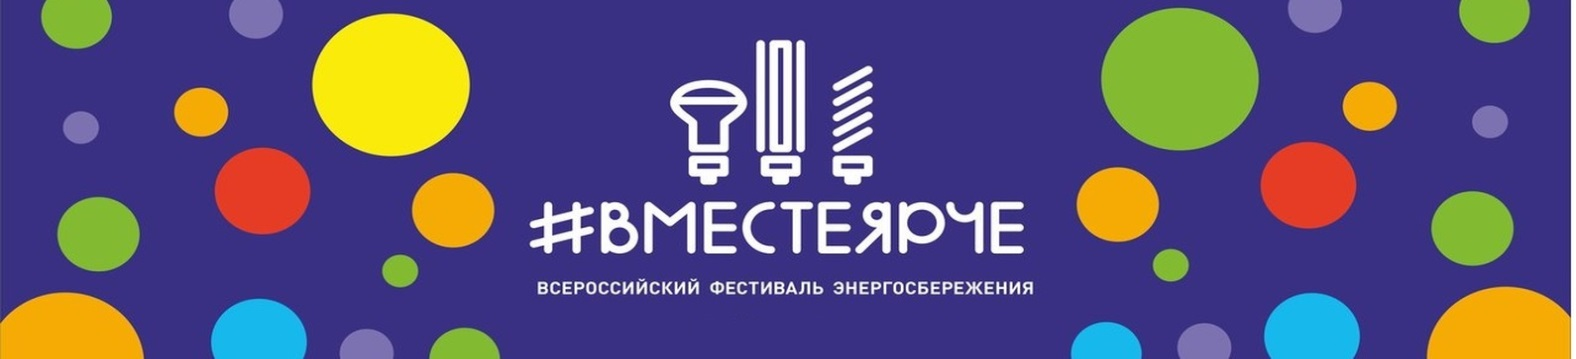 #ВМЕСТЕЯРЧЕ
ВСЕРОССИЙСКИЙ ФЕСТИВАЛЬ ЭНЕРГОСБЕРЕЖЕНИЯ